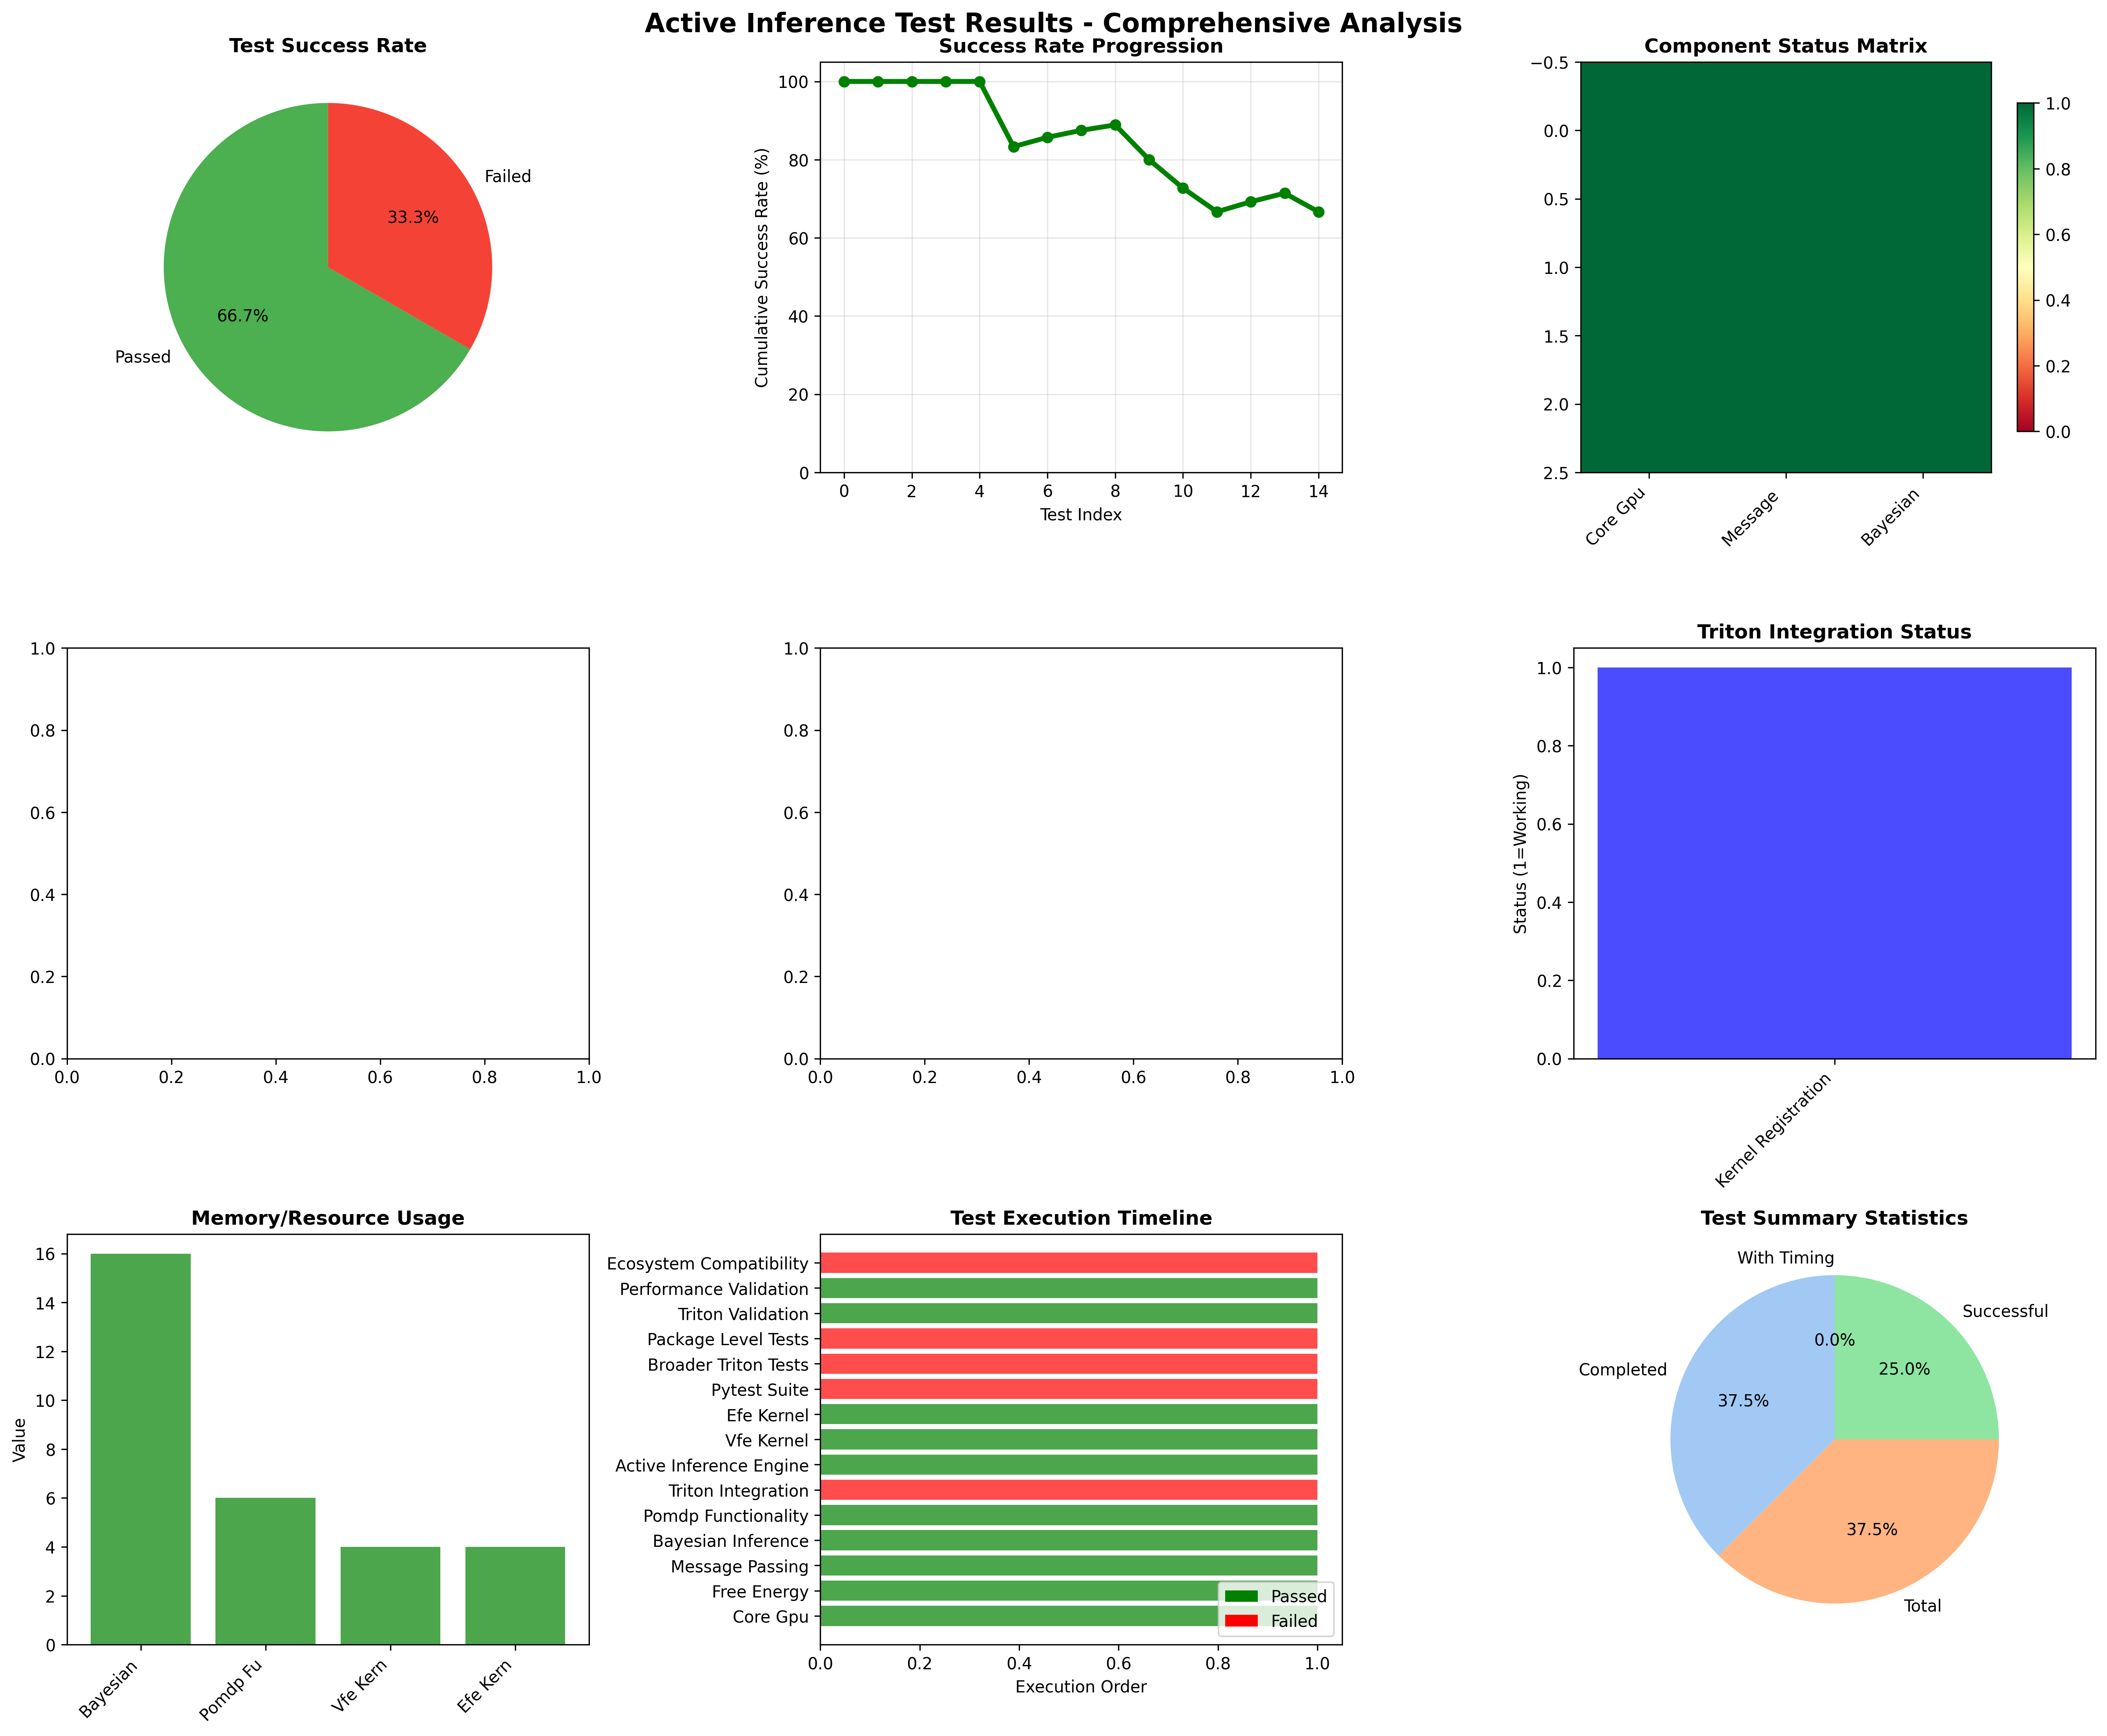 Active Inference Test Results - Comprehensive Analysis
Test Success Rate
Failed
33.3%
66.7%
Passed
Success Rate Progression
Cumulative Success Rate (%)
100
80
60
40
20
0
0 2 4 6 8 10 12 14
Test Index
Component Status Matrix
−0.5
0.0
0.5
1.0
1.5
2.0
2.5
Core Gpu
Message
Bayesian
1.0
0.8
0.6
0.4
0.2
0.0
1.0
0.8
0.6
0.4
0.2
0.0
0.0 0.2 0.4 0.6 0.8 1.0
1.0
0.8
0.6
0.4
0.2
0.0
0.0 0.2 0.4 0.6 0.8 1.0
Triton Integration Status
Status (1=Working)
1.0
0.8
0.6
0.4
0.2
0.0
Kernel Registration
Memory/Resource Usage
Value
16
14
12
10
8
6
4
2
0
Bayesian
Pomdp Fu
Vfe Kern
Efe Kern
Test Execution Timeline
Ecosystem Compatibility
Performance Validation
Triton Validation
Package Level Tests
Broader Triton Tests
Pytest Suite
Efe Kernel
Vfe Kernel
Active Inference Engine
Triton Integration
Pomdp Functionality
Bayesian Inference
Message Passing
Free Energy
Core Gpu
Passed
Failed
0.0 0.2 0.4 0.6 0.8 1.0
Execution Order
Test Summary Statistics
With Timing
Successful
0.0%
25.0%
Completed
37.5%
37.5%
Total